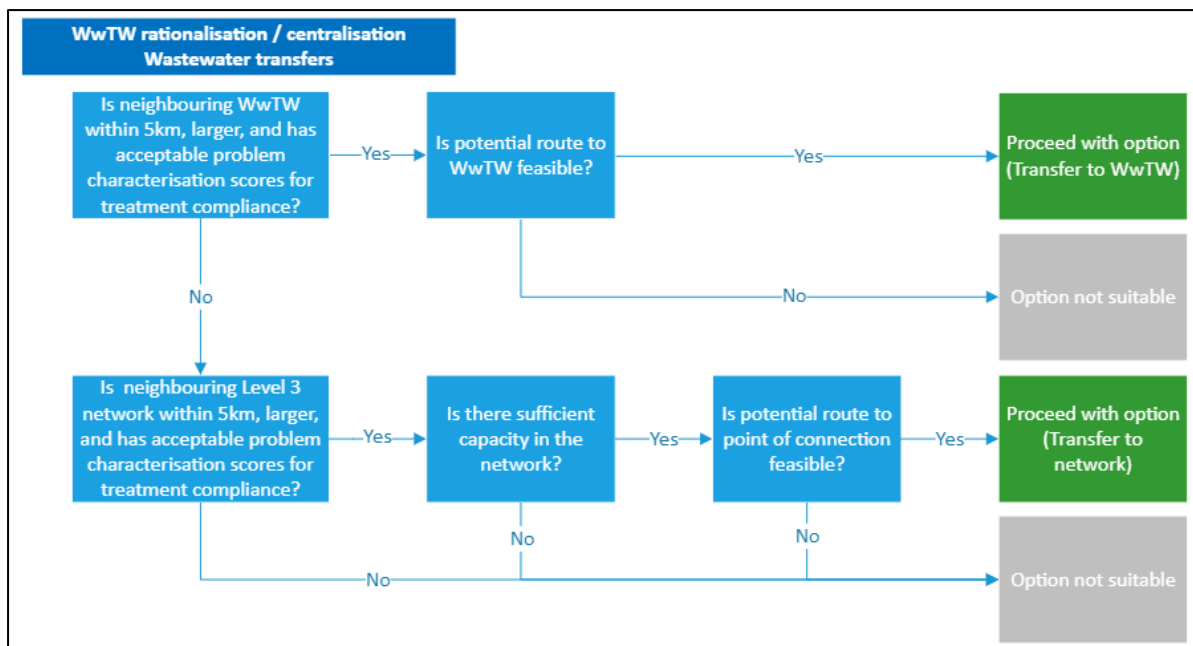 WwTW rationalisation / centralisation
Wastewater transfers
Is neighbouring WwTW
within 5km, larger, and has
acceptable problem
characterisation scores for
treatment compliance?
Yes
Is potential route to
WwTW feasible?
Yes
Proceed with option
(Transfer to WwTW)
No
No
Option not suitable
Is neighbouring Level 3
network within 5km, larger,
and has acceptable problem
characterisation scores for
treatment compliance?
Yes
Is there sufficient
capacity in the
network?
Yes
Is potential route to
point of connection
feasible?
Yes
Proceed with option
(Transfer to
network)
No
No
No
Option not suitable